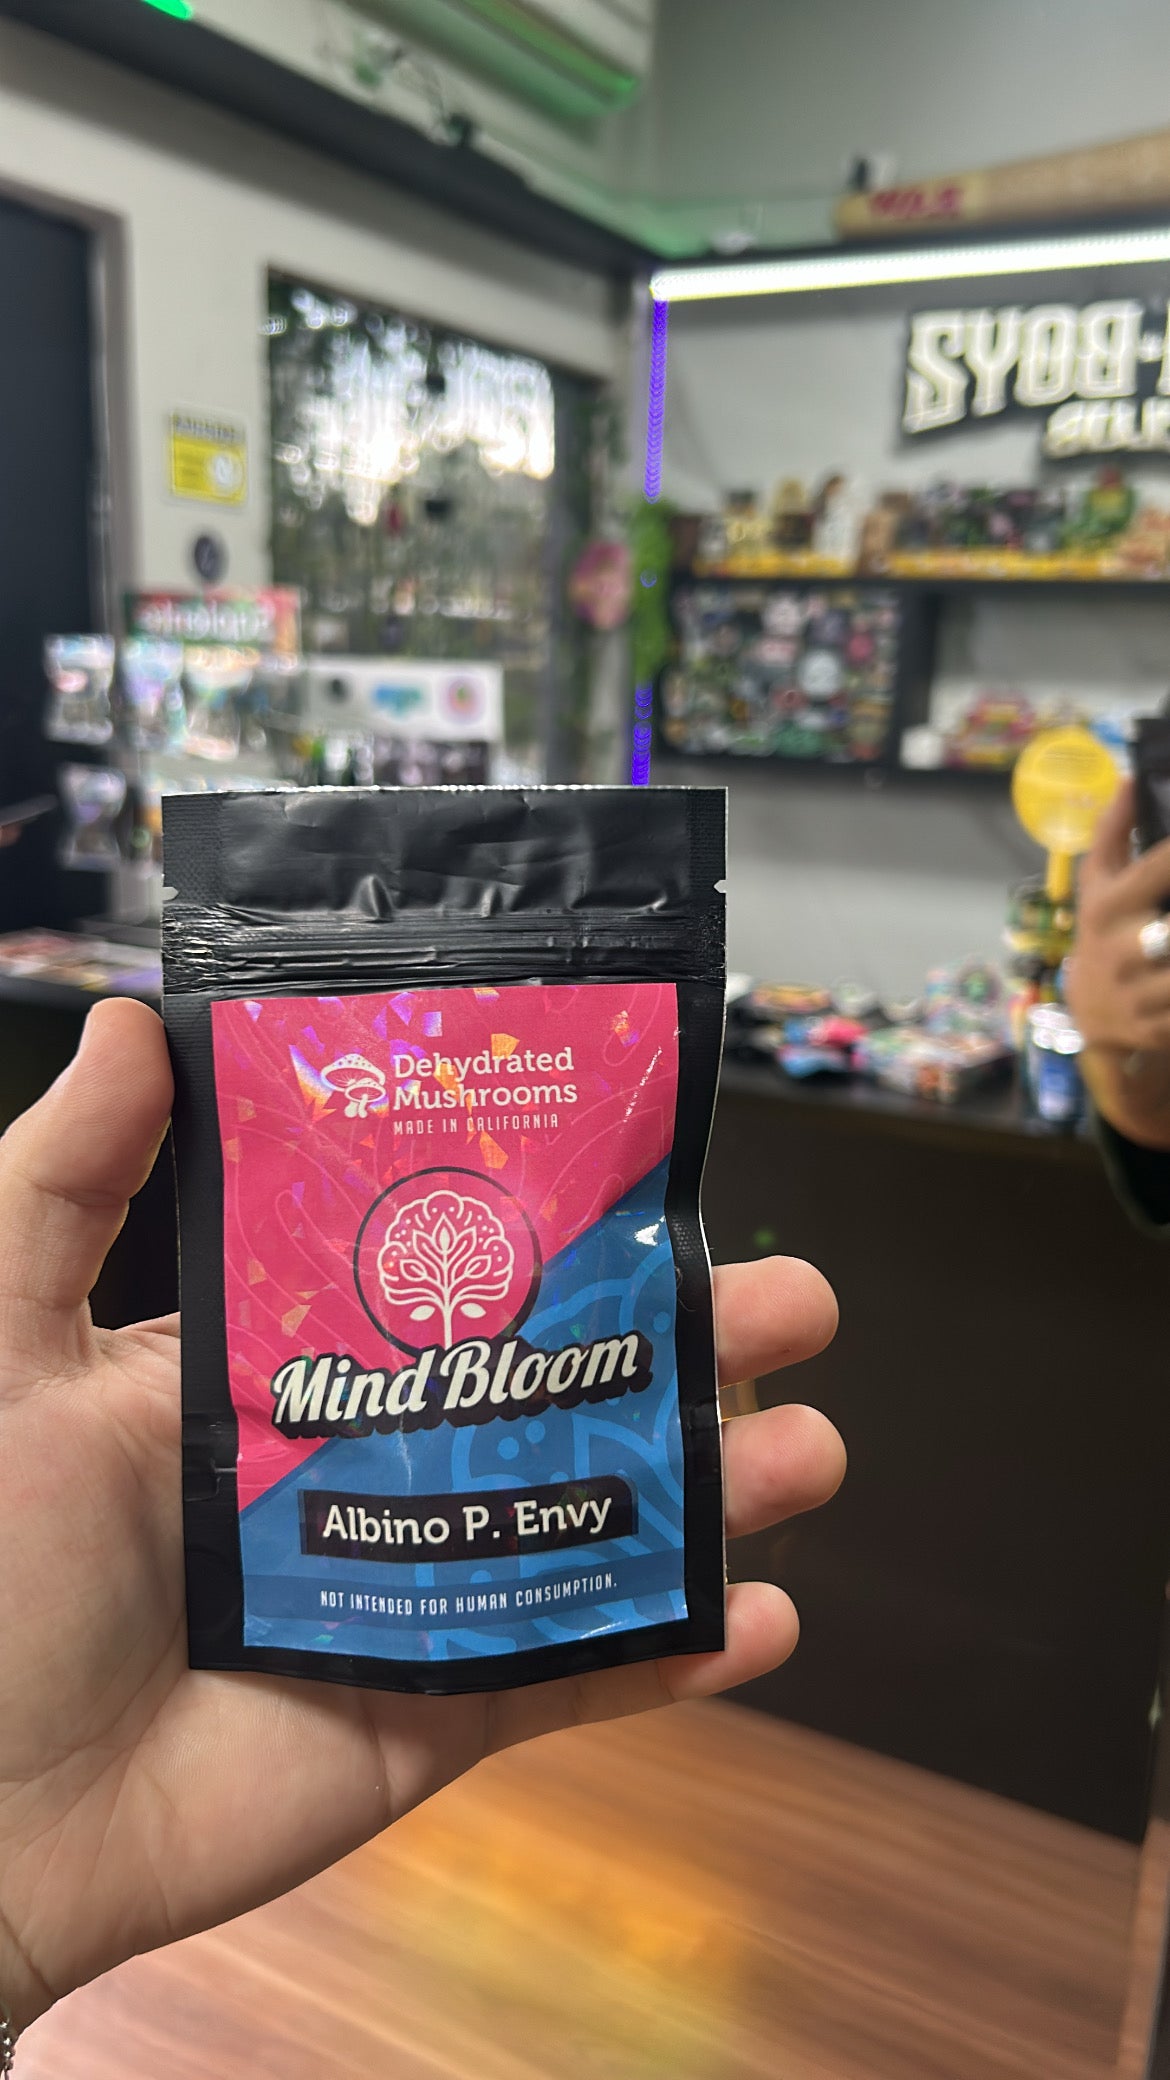 Dehydrated
Mushrooms
MADE IN CALIFORNIA
Mind Bloom
Albino P. Envy
NOT INTENDED FOR HUMAN CONSUMPTION.